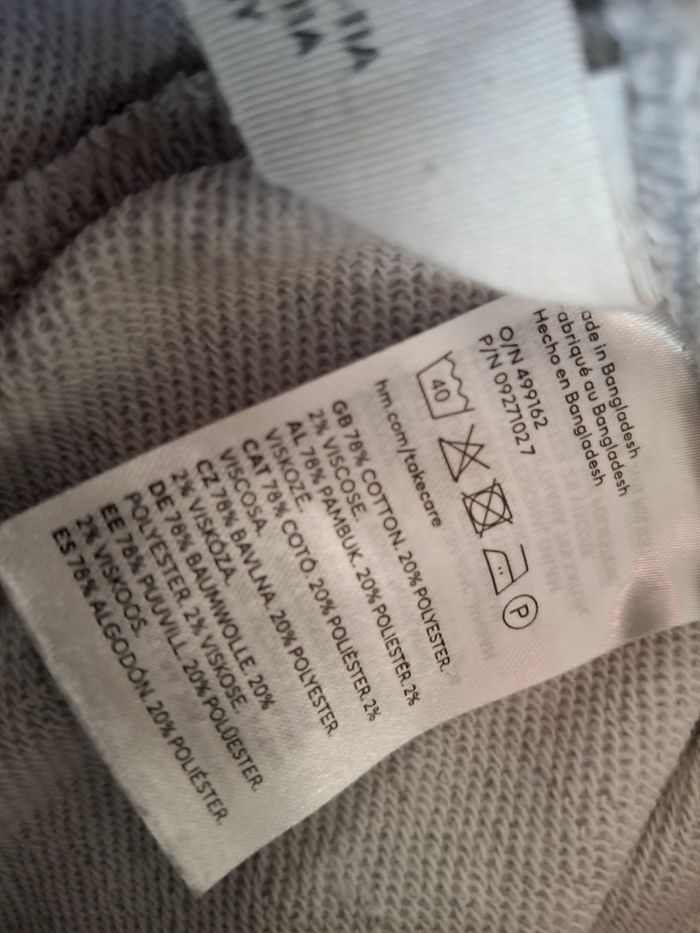 IIA
IIIA
ade in Bangladesh
abriqué au Bangladesh
Hecho en Bangladesh
O/N 499162
P/N 09271027
40
P
hm.com/takecare
GB 78% COTTON. 20% POLYESTER.
2% VISCOSE.
AL 78% PAMBUK. 20% POLIESTËR. 2%
VISKOZË.
CAT 78% COTÓ. 20% POLIÈSTER. 2%
VISCOSA.
CZ 78% BAVLNA. 20% POLYESTER.
2% VISKÓZA.
DE 78% BAUMWOLLE. 20%
POLYESTER. 2% VISKOSE.
EE 78% PUUVILL. 20% POLÜESTER.
2% VISKOOS.
ES 78% ALGODÓN. 20% POLIÉSTER.